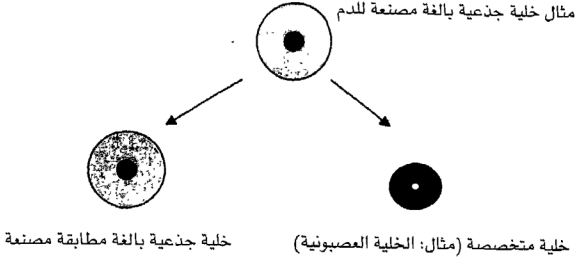 مثال خلية جذعية بالغة مصنعة للدم
خلية متخصصة (مثال: الخلية العصبونية)
خلية جذعية بالغة مطابقة مصنعة